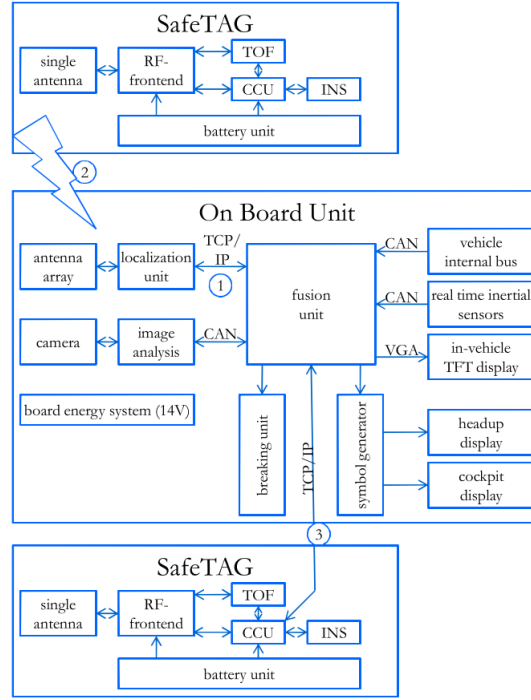 SafeTAG
single
antenna
RF-
frontend
TOF
CCU
INS
battery unit
2
On Board Unit
antenna
array
localization
unit
TCP/
IP
1
fusion
unit
CAN
vehicle
internal bus
CAN
real time inertial
sensors
camera
image
analysis
CAN
VGA
in-vehicle
TFT display
board energy system (14V)
breaking unit
TCP/IP
symbol generator
headup
display
cockpit
display
3
SafeTAG
single
antenna
RF-
frontend
TOF
CCU
INS
battery unit